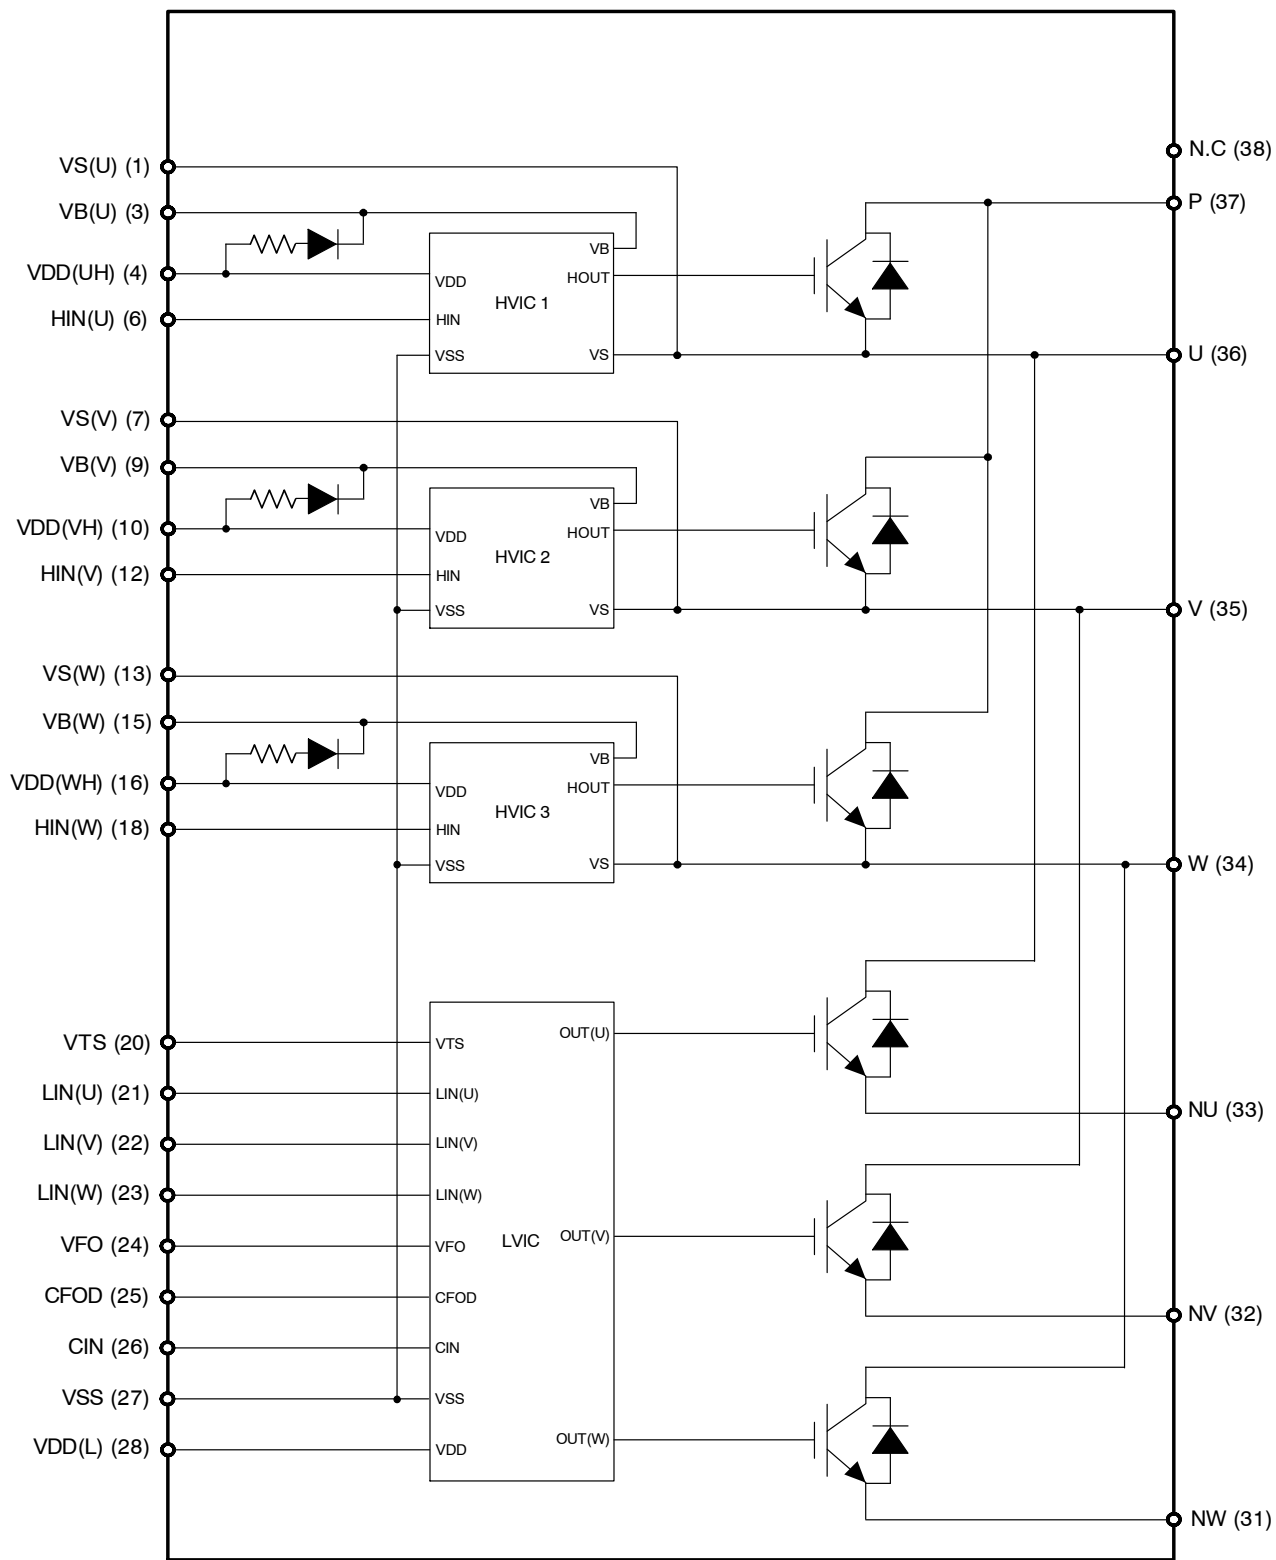 N.C (38)
VS(U) (1)
P (37)
VB(U) (3)
VB
VDD(UH) (4)
VDD
HOUT
HVIC 1
HIN(U) (6)
HIN
VSS
VS
U (36)
VS(V) (7)
VB(V) (9)
VB
VDD(VH) (10)
VDD
HOUT
HVIC 2
HIN(V) (12)
HIN
VSS
VS
V (35)
VS(W) (13)
VB(W) (15)
VB
VDD(WH) (16)
VDD
HOUT
HVIC 3
HIN(W) (18)
HIN
VSS
VS
W (34)
VTS (20)
VTS
OUT(U)
LIN(U) (21)
LIN(U)
NU (33)
LIN(V) (22)
LIN(V)
LIN(W) (23)
LIN(W)
VFO (24)
VFO
LVIC
OUT(V)
CFOD (25)
CFOD
NV (32)
CIN (26)
CIN
VSS (27)
VSS
VDD(L) (28)
VDD
OUT(W)
NW (31)